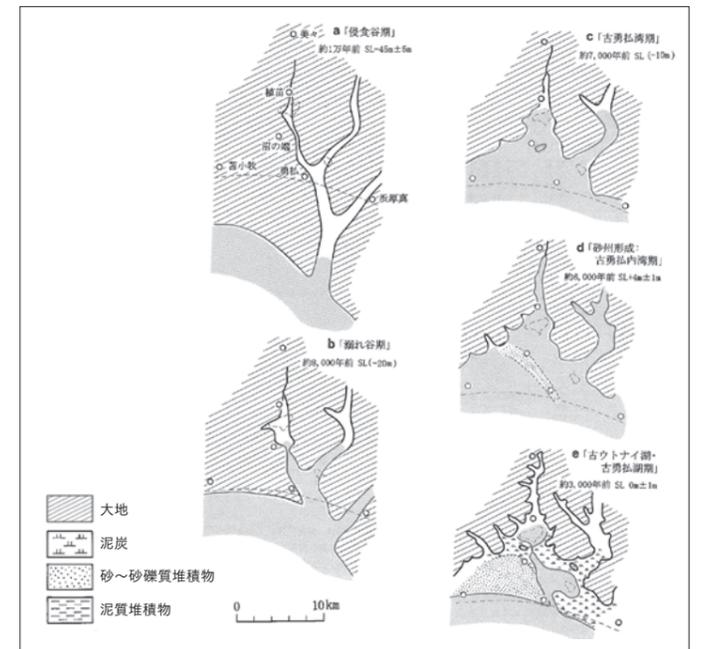 a「侵食谷期」
約1万年前 SL-45m±5m
美々
植苗
沼の端
苫小牧
勇払
浜厚真
b「溺れ谷期」
約8,000年前 SL(-20m)
c「古勇払湾期」
約7,000年前 SL(-10m)
d「砂州形成:
古勇払内湾期」
約6,000年前 SL+4m±1m
e「古ウトナイ湖・
古勇払湖期」
約3,000年前 SL 0m±1m
大地
泥炭
砂～砂礫質堆積物
泥質堆積物
0 10km